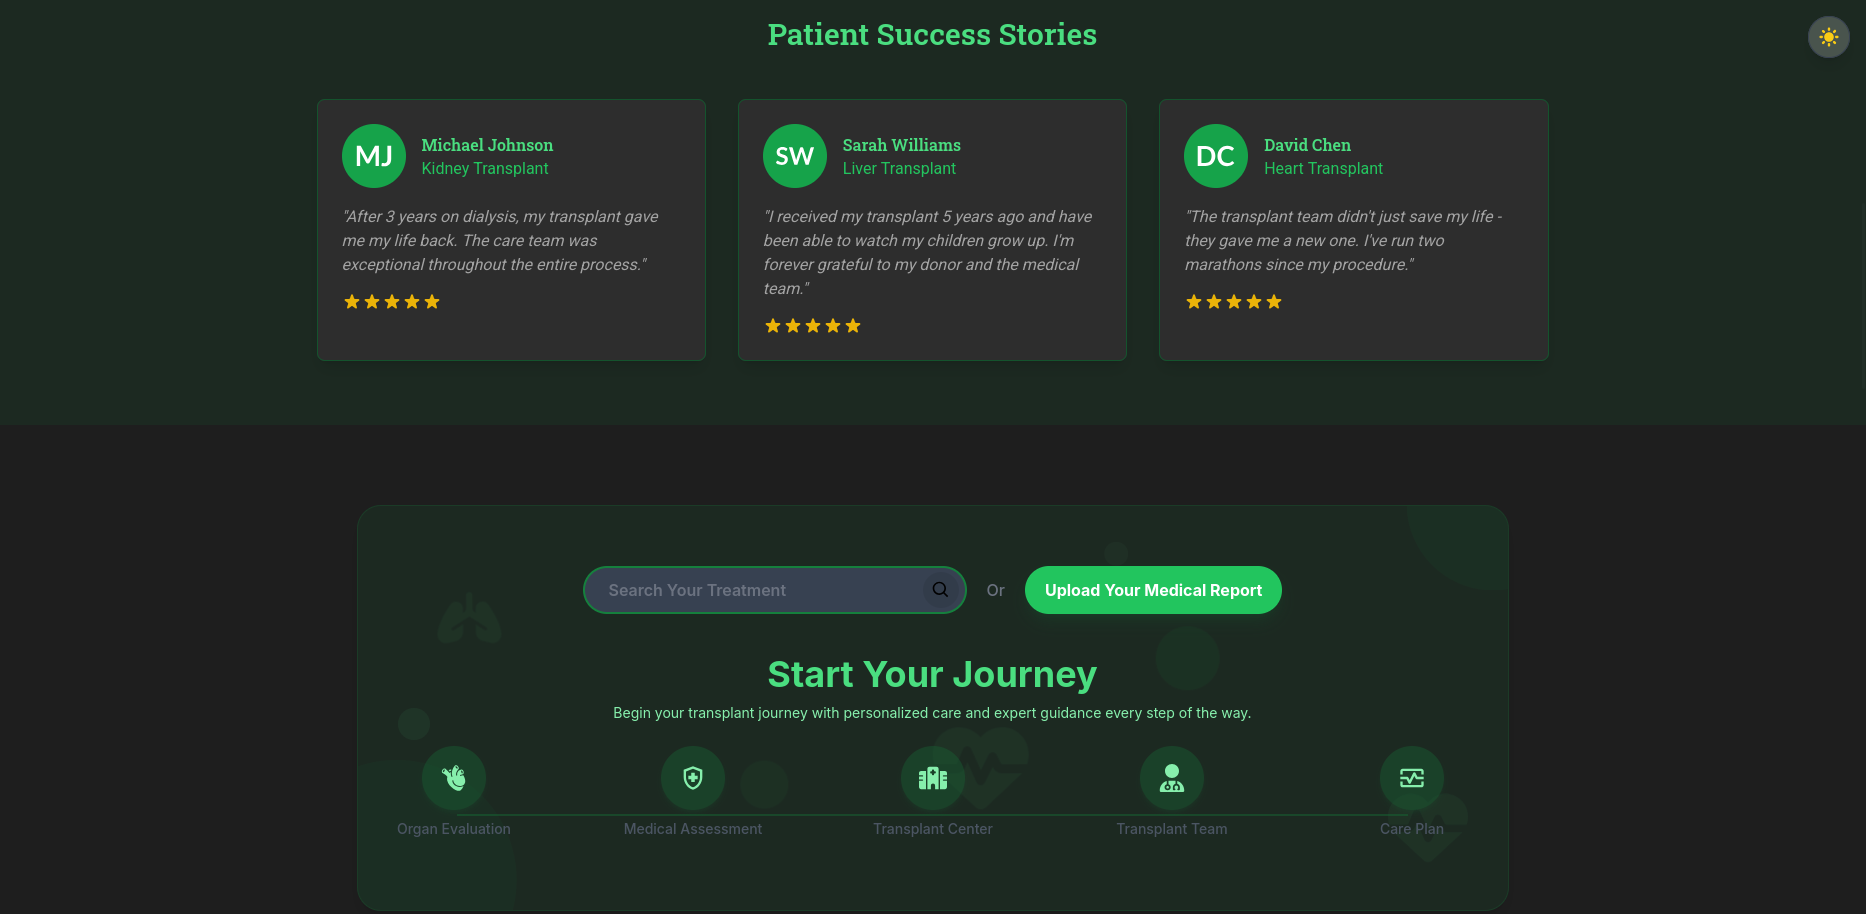 Patient Success Stories
MJ
Michael Johnson
Kidney Transplant
"After 3 years on dialysis, my transplant gave
me my life back. The care team was
exceptional throughout the entire process."
SW
Sarah Williams
Liver Transplant
"I received my transplant 5 years ago and have
been able to watch my children grow up. I'm
forever grateful to my donor and the medical
team."
DC
David Chen
Heart Transplant
"The transplant team didn't just save my life -
they gave me a new one. I've run two
marathons since my procedure."
Search Your Treatment
Or
Upload Your Medical Report
Start Your Journey
Begin your transplant journey with personalized care and expert guidance every step of the way.
Organ Evaluation
Medical Assessment
Transplant Center
Transplant Team
Care Plan